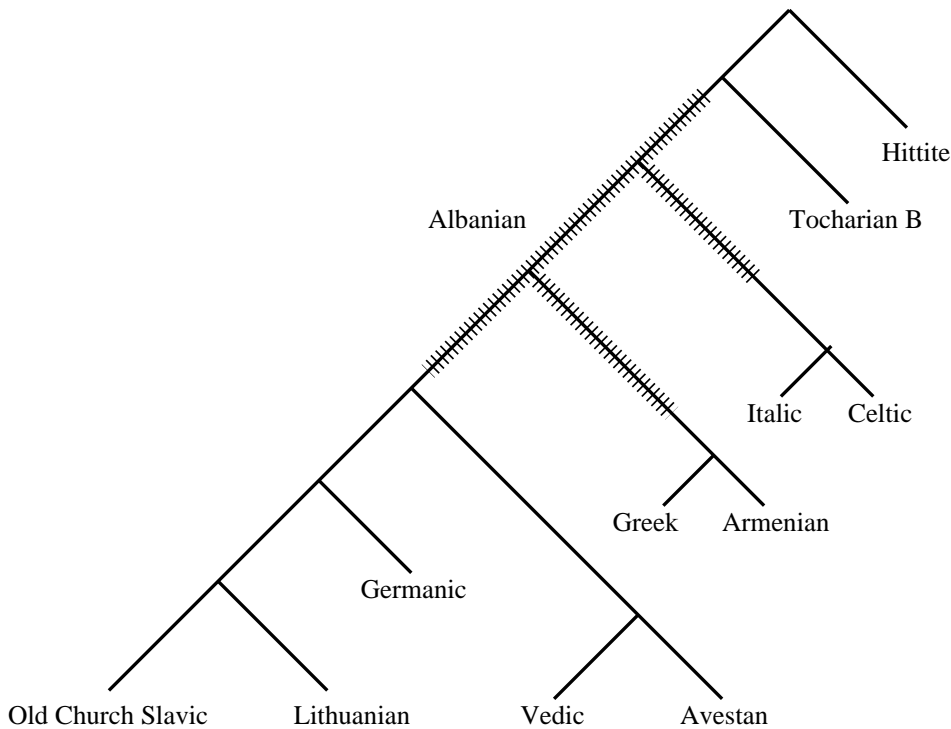 Hittite
Albanian
Tocharian B
Italic
Celtic
Greek
Armenian
Germanic
Old Church Slavic
Lithuanian
Vedic
Avestan